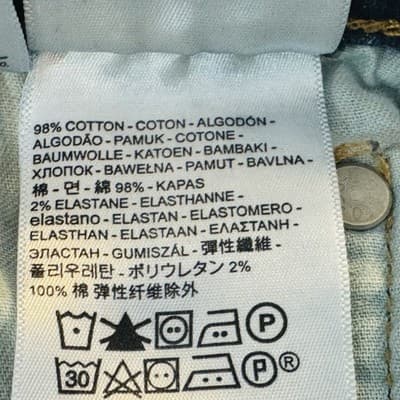 98% COTTON - COTON - ALGODÓN -
ALGODÃO - PAMUK - COTONE -
BAUMWOLLE - KATOEN - BAMBAKI -
ХЛОПОК - BAWEŁNA - PAMUT - BAVLNA -
棉 - 면 - 綿 98% - KAPAS
2% ELASTANE - ELASTHANNE -
elastano - ELASTAN - ELASTOMERO -
ELASTHAN - ELASTAAN - ΕΛΑΣΤΑΝΗ -
ЭЛАСТАН - GUMISZÁL - 彈性纖維 -
폴리우레탄 - ポリウレタン 2%
100% 棉 弹性纤维除外
P
30 P ®